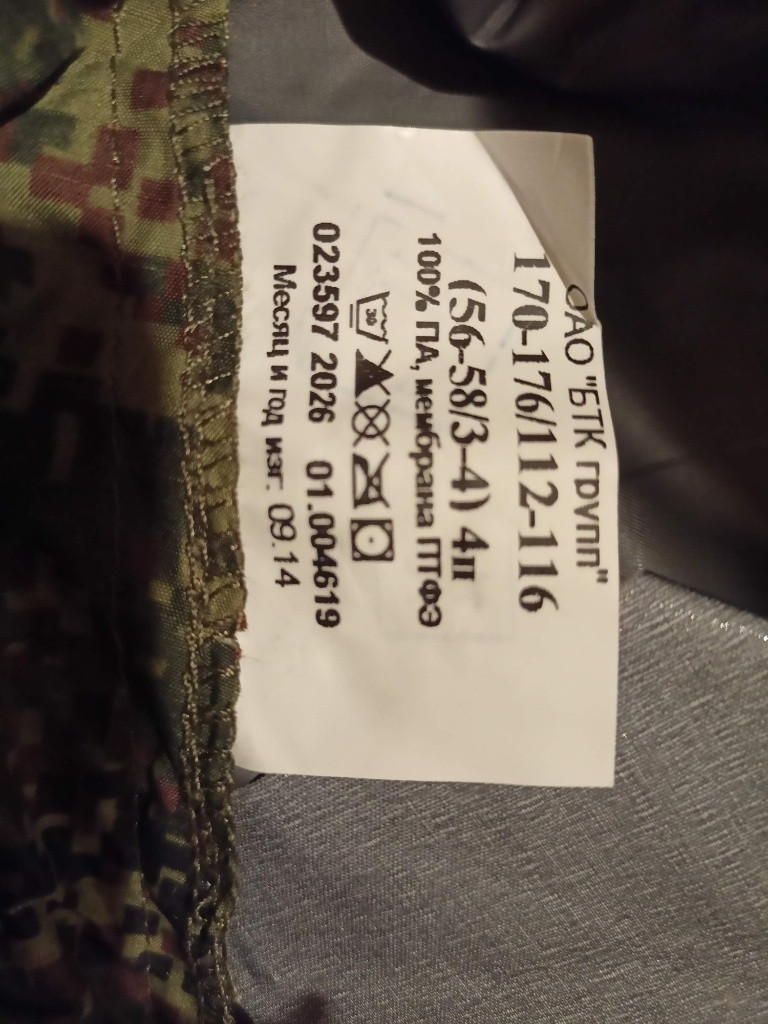 ОАО "БТК групп"
170-176/112-116
(56-58/3-4) 4п
100% ПА, мембрана ПТФЭ
30
023597 2026 01.004619
Месяц и год изг. 09.14